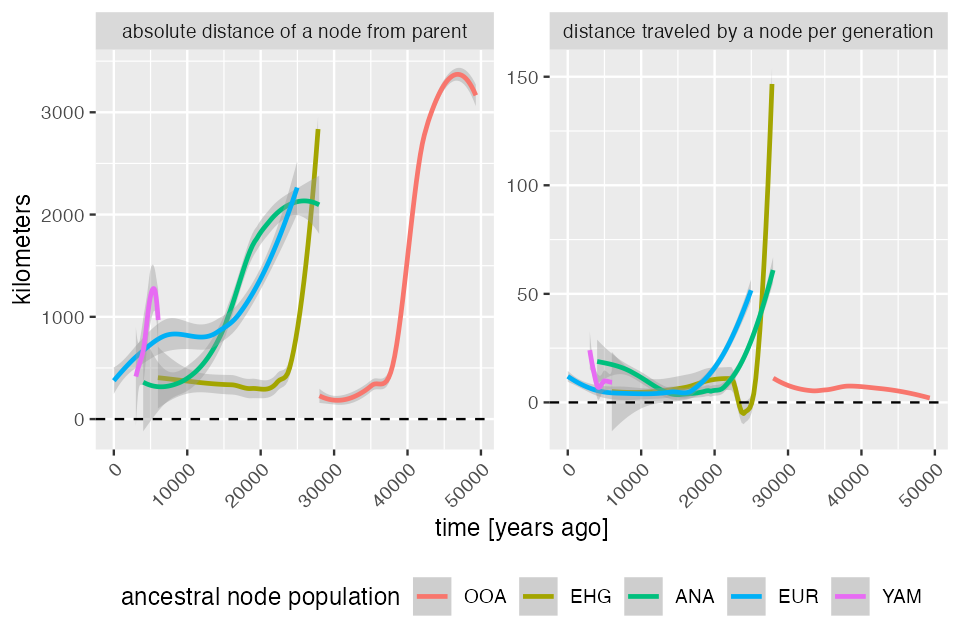 absolute distance of a node from parent
distance traveled by a node per generation
kilometers
3000
2000
1000
0
150
100
50
0
0 10000 20000 30000 40000 50000
0 10000 20000 30000 40000 50000
time [years ago]
ancestral node population OOA EHG ANA EUR YAM